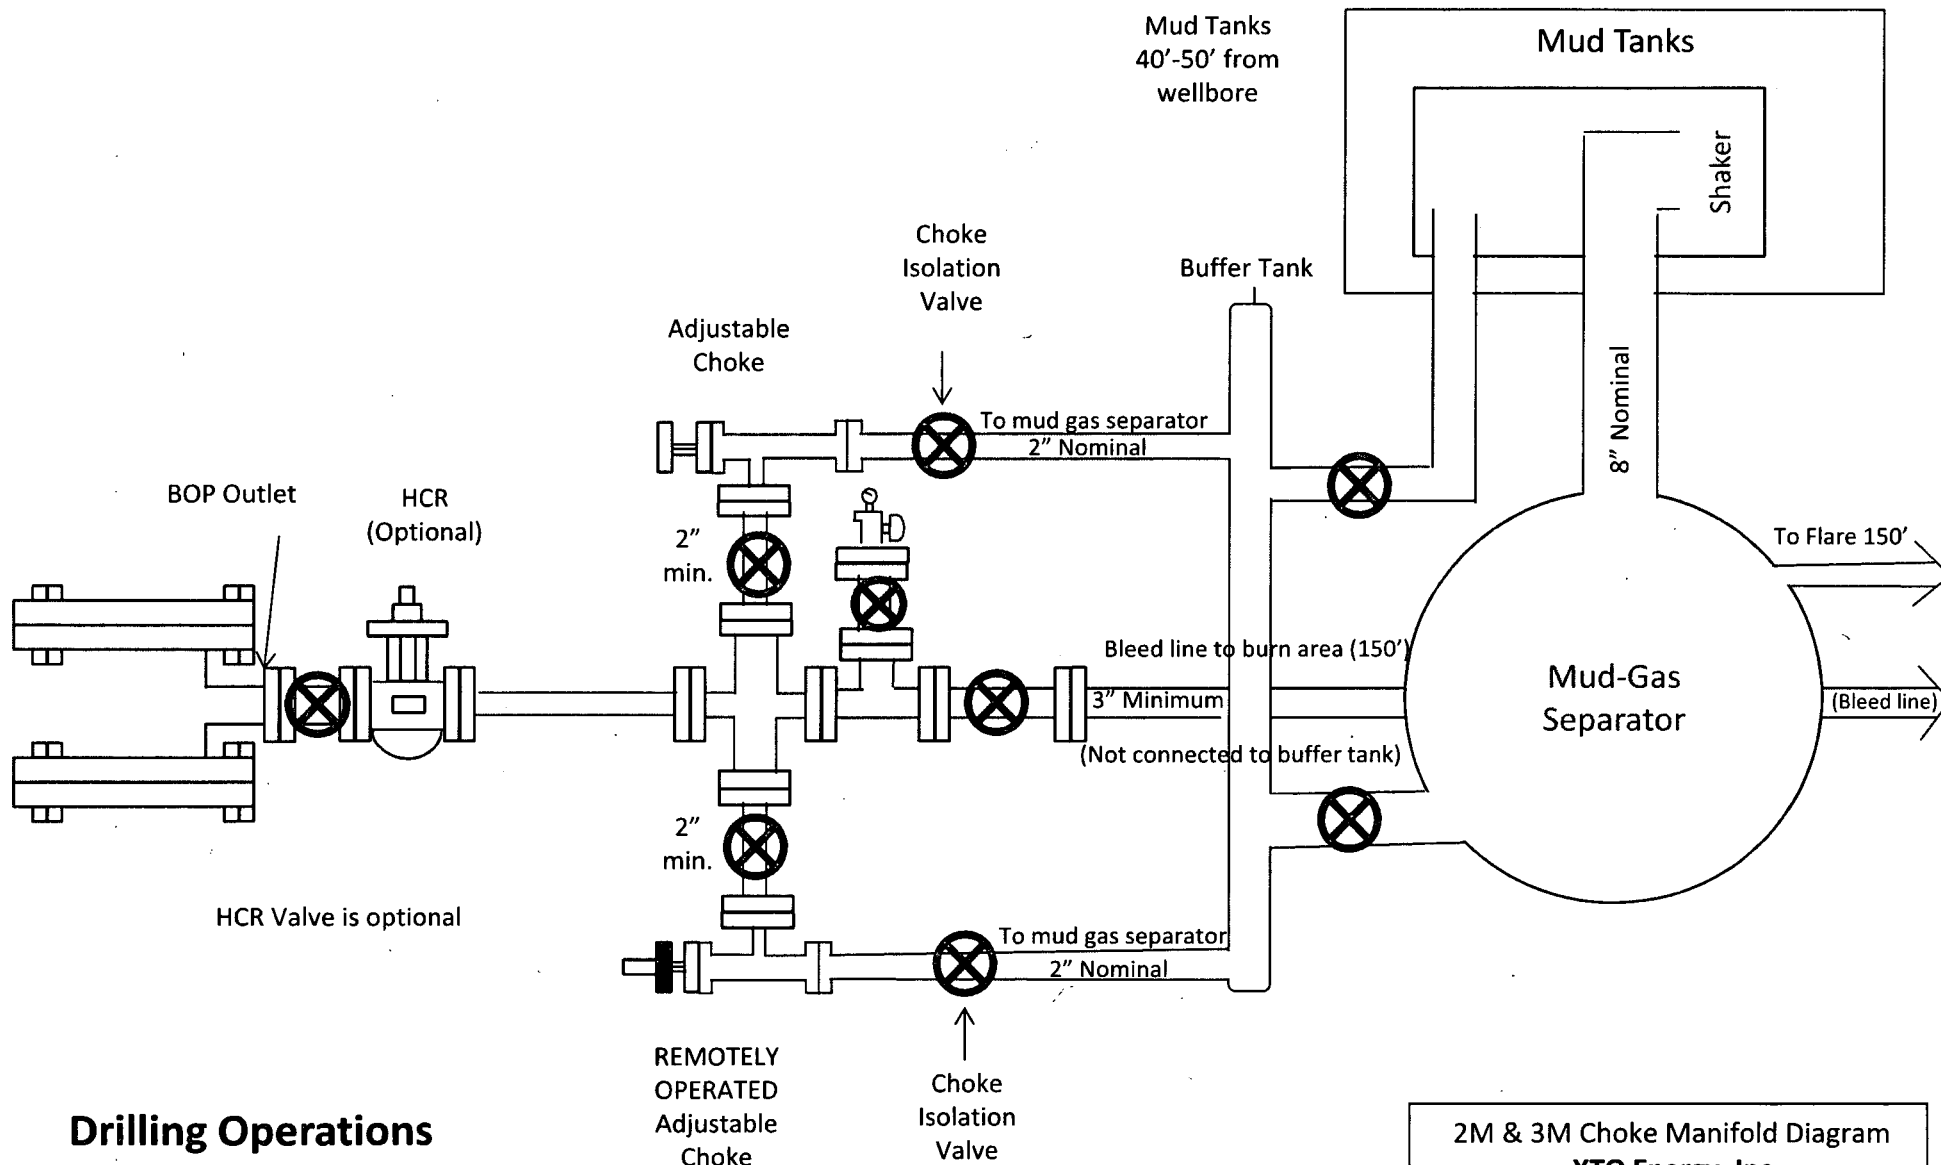 Mud Tanks
40’-50’ from
wellbore
Mud Tanks
Shaker
Choke
Isolation
Valve
Buffer Tank
Adjustable
Choke
8” Nominal
To mud gas separator
2” Nominal
BOP Outlet
HCR
(Optional)
2”
min.
To Flare 150’
Bleed line to burn area (150’)
3” Minimum
(Not connected to buffer tank)
Mud-Gas
Separator
(Bleed line)
2”
min.
HCR Valve is optional
To mud gas separator
2” Nominal
REMOTELY
OPERATED
Adjustable
Choke
Choke
Isolation
Valve
Drilling Operations
2M & 3M Choke Manifold Diagram
XTO Energy, Inc.